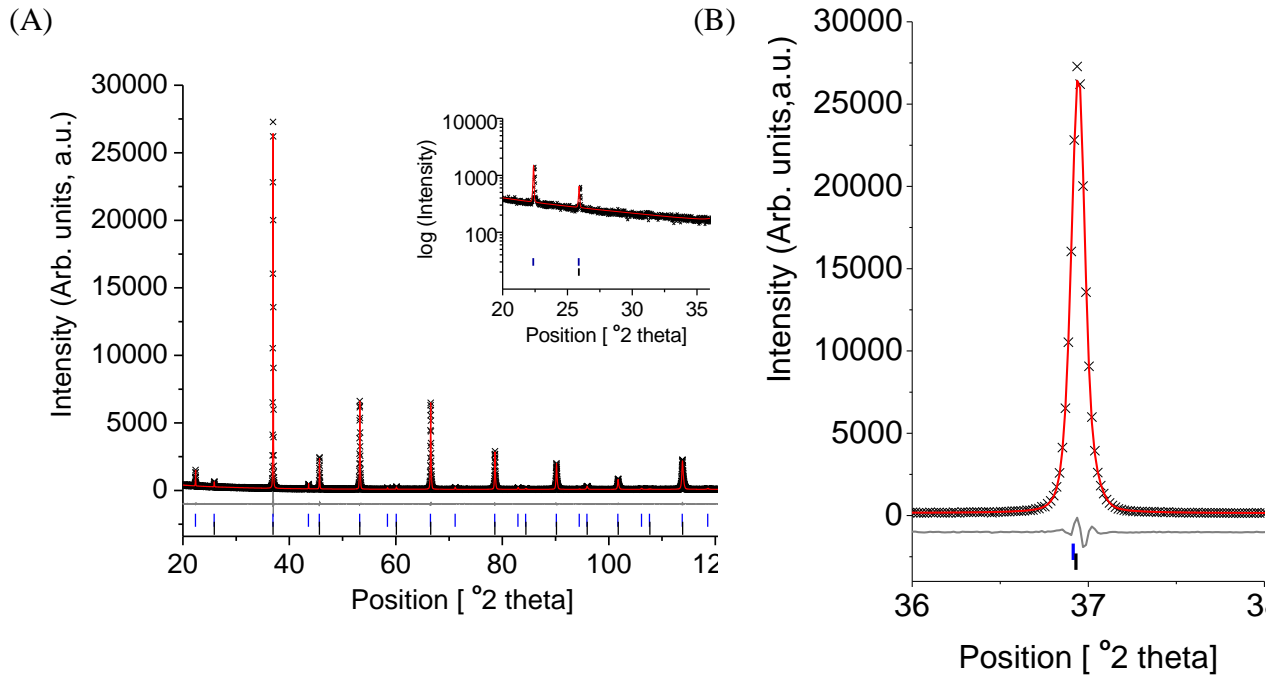 (A)
30000
25000
20000
15000
10000
5000
0
Intensity (Arb. units, a.u.)
20 40 60 80 100 12
Position [ °2 theta]
10000
1000
100
log (Intensity)
20 25 30 35
Position [ °2 theta]
(B)
30000
25000
20000
15000
10000
5000
0
Intensity (Arb. units,a.u.)
36 37
Position [ °2 theta]